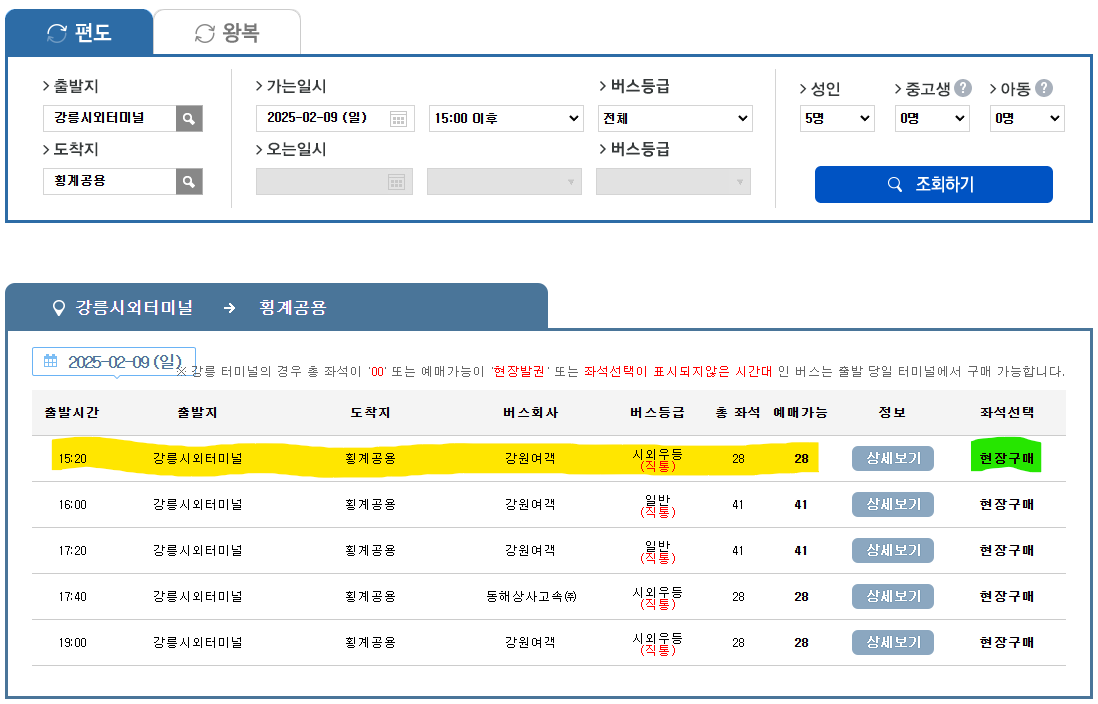 편도 왕복
출발지 가는일시 버스등급 성인 중고생 ? 아동 ?
강릉시외터미널 2025-02-09 (일) 15:00 이후 전체 5명 0명 0명
도착지 오는일시 버스등급
횡계공용 조회하기
강릉시외터미널 → 횡계공용
2025-02-09 (일)
※ 강릉 터미널의 경우 총 좌석이 '00' 또는 예매가능이 '현장발권' 또는 좌석선택이 표시되지않은 시간대 인 버스는 출발 당일 터미널에서 구매 가능합니다.
출발시간 출발지 도착지 버스회사 버스등급 총 좌석 예매가능 정보 좌석선택
15:20 강릉시외터미널 횡계공용 강원여객 시외우등 28 28 상세보기 현장구매
(직통)
16:00 강릉시외터미널 횡계공용 강원여객 일반 41 41 상세보기 현장구매
(직통)
17:20 강릉시외터미널 횡계공용 강원여객 일반 41 41 상세보기 현장구매
(직통)
17:40 강릉시외터미널 횡계공용 동해상사고속㈜ 시외우등 28 28 상세보기 현장구매
(직통)
19:00 강릉시외터미널 횡계공용 강원여객 시외우등 28 28 상세보기 현장구매
(직통)